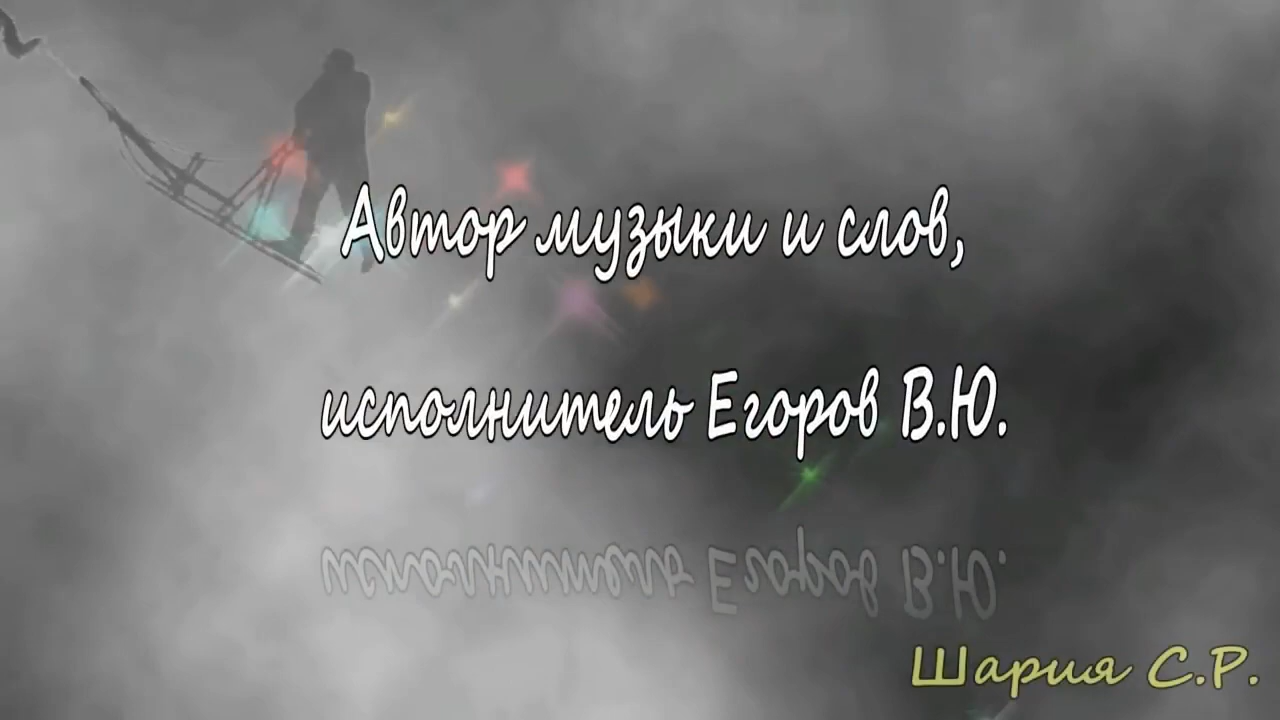 Автор музыки и слов,
исполнитель Егоров В.Ю.
Шария С.Р.